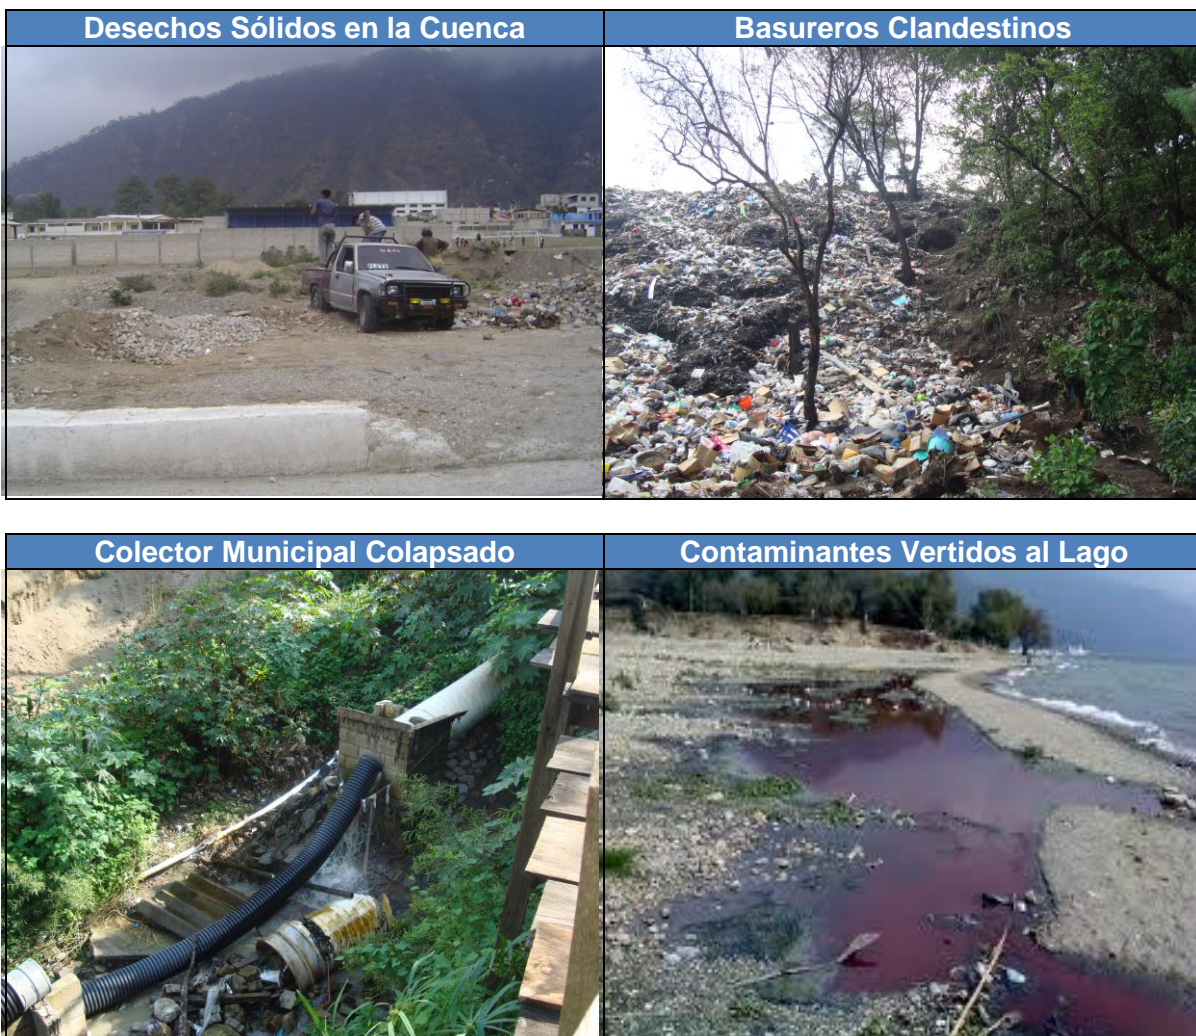 Desechos Sólidos en la Cuenca
Basureros Clandestinos
Colector Municipal Colapsado
Contaminantes Vertidos al Lago